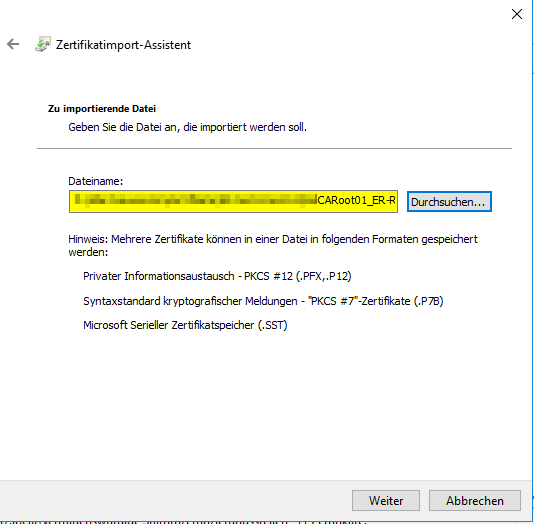 Zertifikatimport-Assistent
Zu importierende Datei
Geben Sie die Datei an, die importiert werden soll.
Dateiname:
CARoot01_ER-R
Durchsuchen...
Hinweis: Mehrere Zertifikate können in einer Datei in folgenden Formaten gespeichert
werden:
Privater Informationsaustausch - PKCS #12 (.PFX,.P12)
Syntaxstandard kryptografischer Meldungen - "PKCS #7"-Zertifikate (.P7B)
Microsoft Serieller Zertifikatspeicher (.SST)
Weiter
Abbrechen